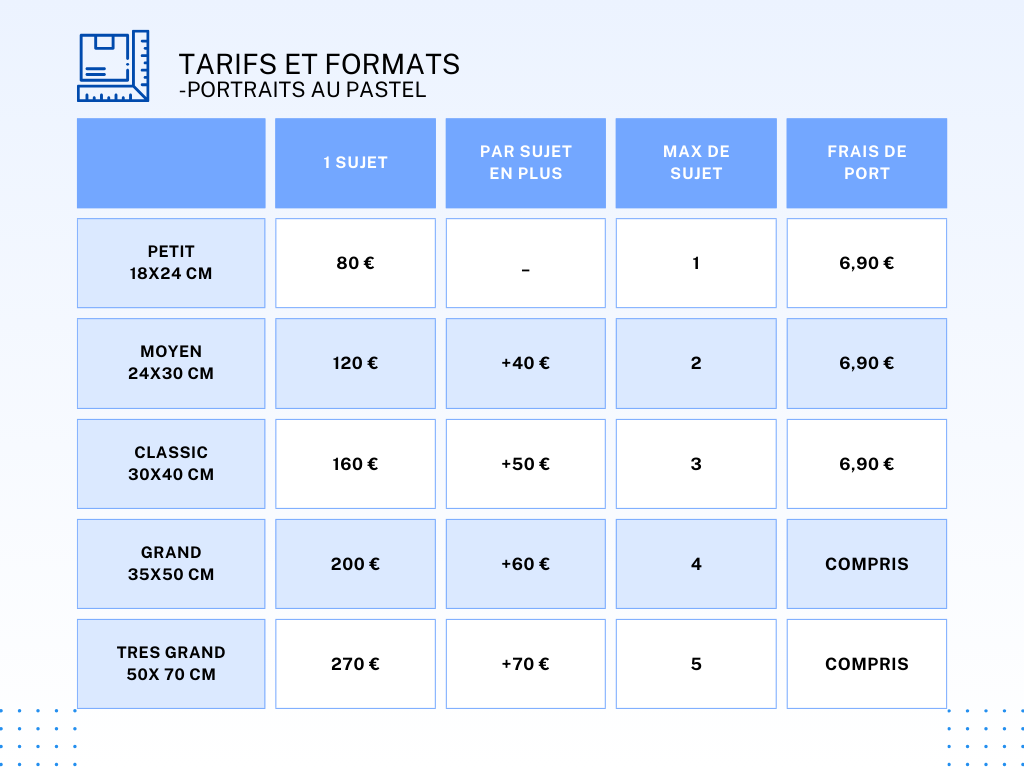 TARIFS ET FORMATS
-PORTRAITS AU PASTEL
1 SUJET
PAR SUJET
EN PLUS
MAX DE
SUJET
FRAIS DE
PORT
PETIT
18X24 CM
80 €
_
1
6,90 €
MOYEN
24X30 CM
120 €
+40 €
2
6,90 €
CLASSIC
30X40 CM
160 €
+50 €
3
6,90 €
GRAND
35X50 CM
200 €
+60 €
4
COMPRIS
TRES GRAND
50X 70 CM
270 €
+70 €
5
COMPRIS